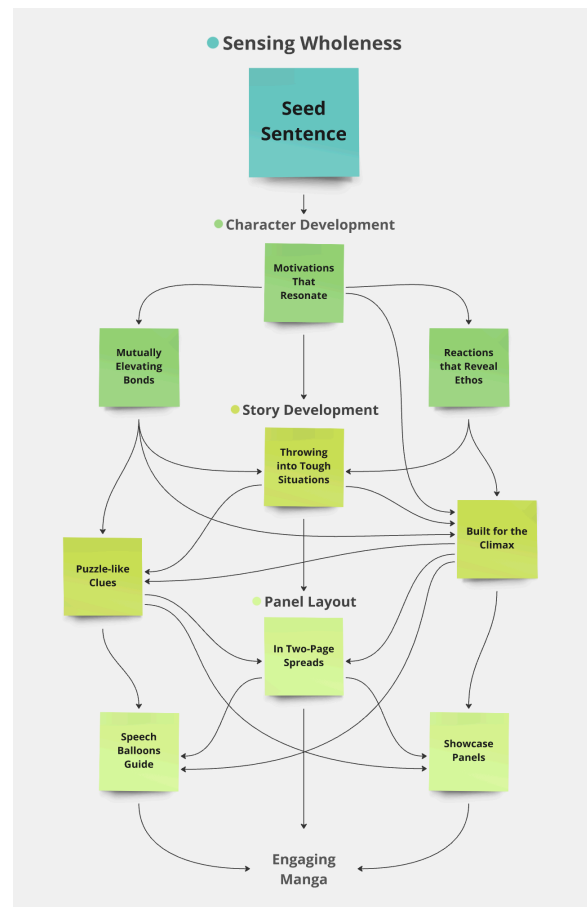 Sensing Wholeness
Seed
Sentence
Character Development
Motivations
That
Resonate
Mutually
Elevating
Bonds
Reactions
that Reveal
Ethos
Story Development
Throwing
into Tough
Situations
Built for the
Climax
Puzzle-like
Clues
Panel Layout
In Two-Page
Spreads
Speech
Balloons
Guide
Showcase
Panels
Engaging
Manga